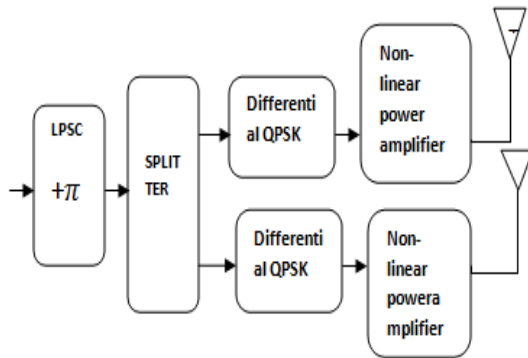 LPSC
+π
SPLIT
TER
Differenti
al QPSK
Non-
linear
power
amplifier
Differenti
al QPSK
Non-
linear
powera
mplifier